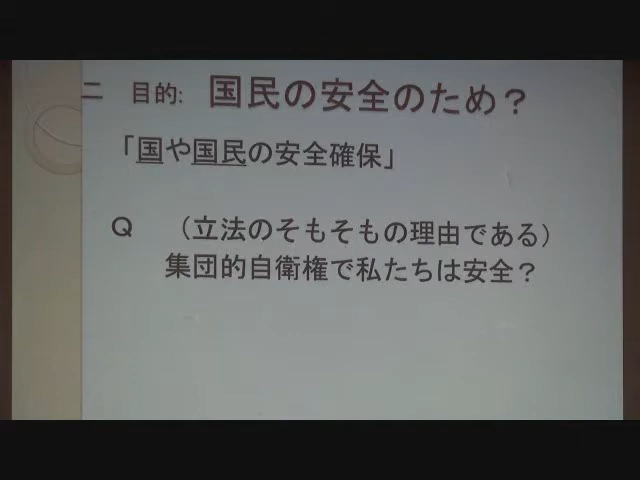 二 目的: 国民の安全のため？
「国や国民の安全確保」
Q （立法のそもそもの理由である）
集団的自衛権で私たちは安全？